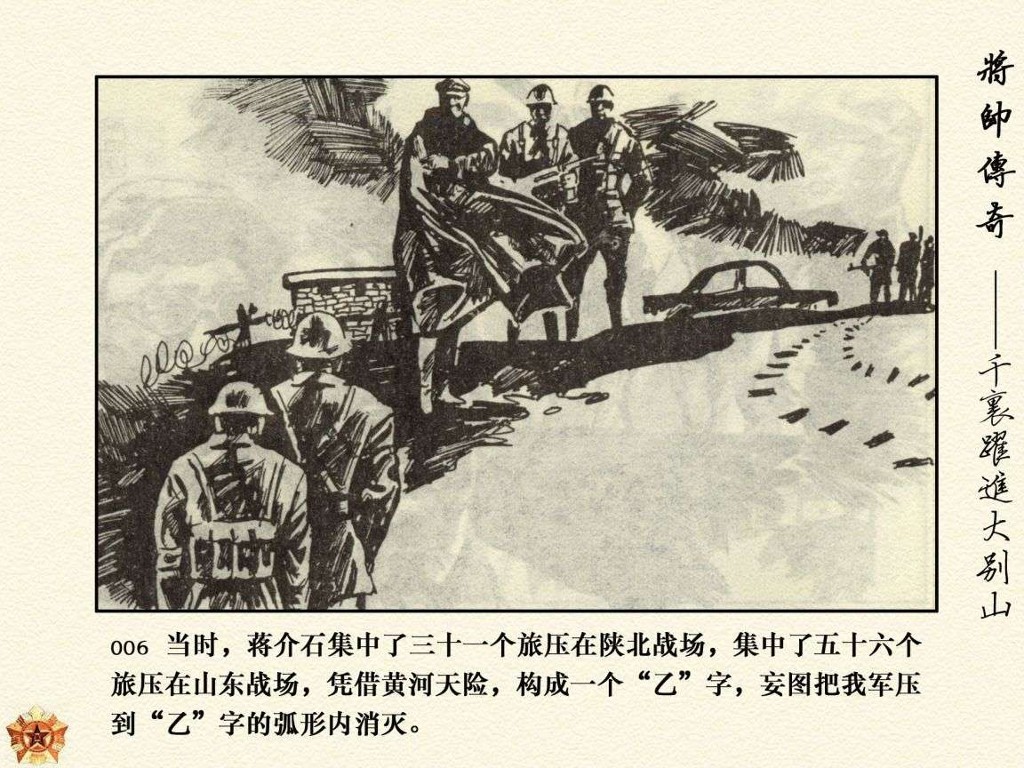 將帥傳奇 ——千裏躍進大别山
006 当时，蒋介石集中了三十一个旅压在陕北战场，集中了五十六个
旅压在山东战场，凭借黄河天险，构成一个“乙”字，妄图把我军压
到“乙”字的弧形内消灭。